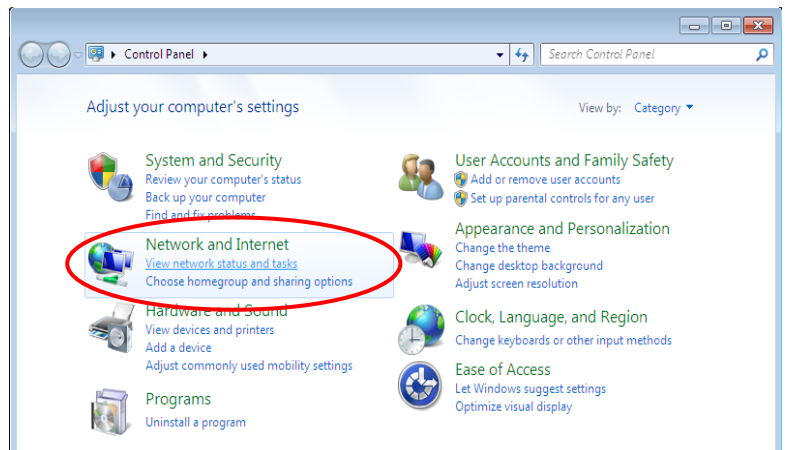 Control Panel
Search Control Panel
Adjust your computer's settings
View by: Category
System and Security
Review your computer's status
Back up your computer
Find and fix problems
Network and Internet
View network status and tasks
Choose homegroup and sharing options
Hardware and Sound
View devices and printers
Add a device
Adjust commonly used mobility settings
Programs
Uninstall a program
User Accounts and Family Safety
Add or remove user accounts
Set up parental controls for any user
Appearance and Personalization
Change the theme
Change desktop background
Adjust screen resolution
Clock, Language, and Region
Change keyboards or other input methods
Ease of Access
Let Windows suggest settings
Optimize visual display